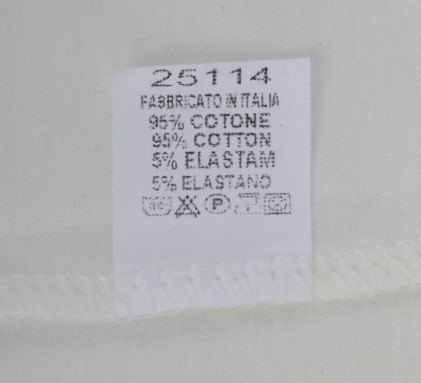 25114
FABBRICATO IN ITALIA
95% COTONE
95% COTTON
5% ELASTAM
5% ELASTANO
P